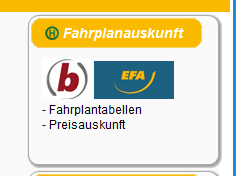 H Fahrplanauskunft
b EFA
- Fahrplantabellen
- Preisauskunft